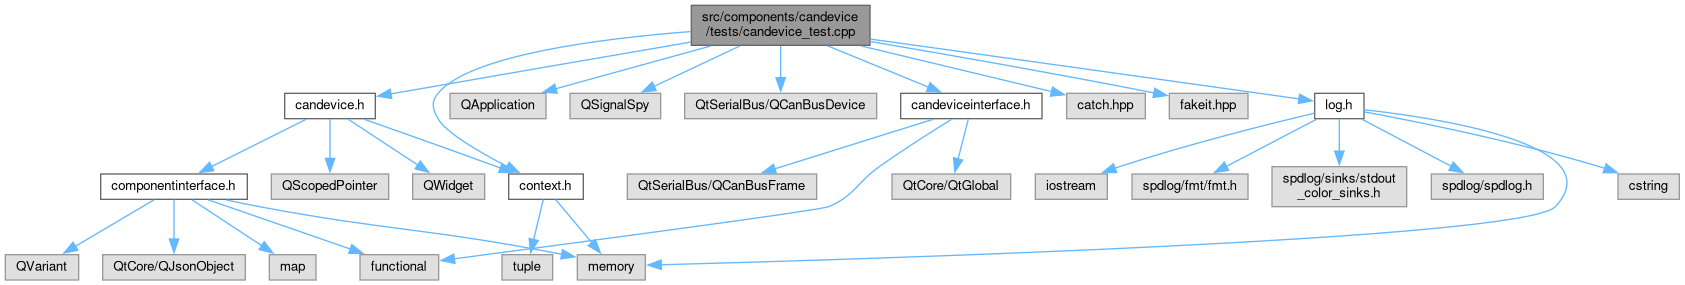 src/components/candevice
/tests/candevice_test.cpp
candevice.h
QApplication
QSignalSpy
QtSerialBus/QCanBusDevice
candeviceinterface.h
catch.hpp
fakeit.hpp
log.h
componentinterface.h
QScopedPointer
QWidget
context.h
QtSerialBus/QCanBusFrame
QtCore/QtGlobal
iostream
spdlog/fmt/fmt.h
spdlog/sinks/stdout
_color_sinks.h
spdlog/spdlog.h
cstring
QVariant
QtCore/QJsonObject
map
functional
tuple
memory